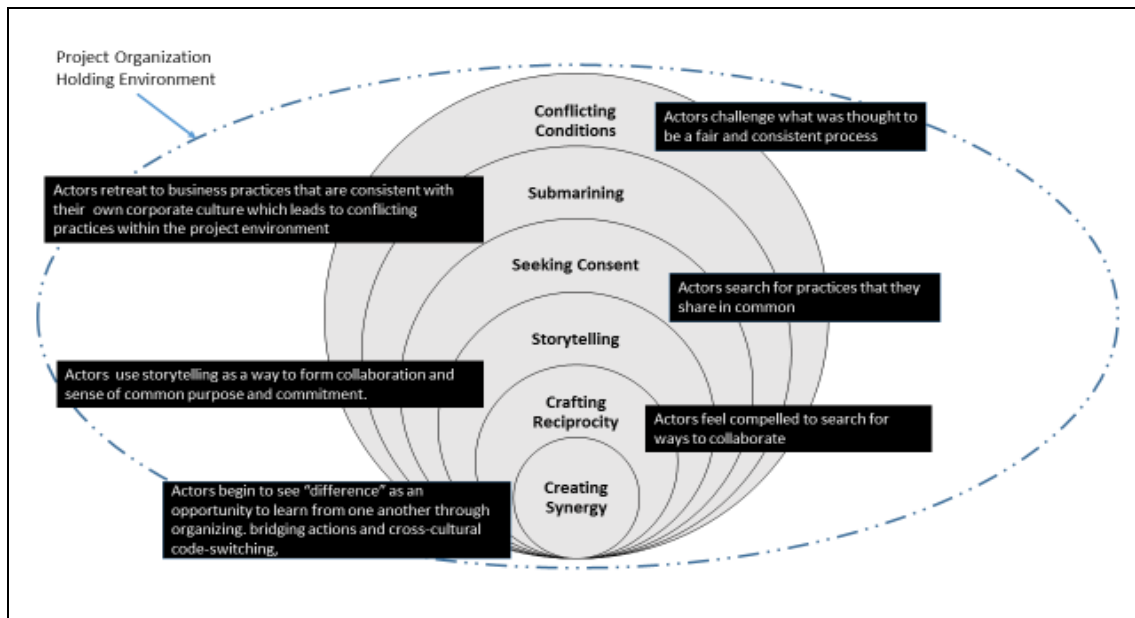 Project Organization
Holding Environment
Conflicting
Conditions
Actors challenge what was thought to
be a fair and consistent process
Actors retreat to business practices that are consistent with
their own corporate culture which leads to conflicting
practices within the project environment
Submarining
Seeking Consent
Actors search for practices that they
share in common
Storytelling
Actors use storytelling as a way to form collaboration and
sense of common purpose and commitment.
Crafting
Reciprocity
Actors feel compelled to search for
ways to collaborate
Actors begin to see “difference” as an
opportunity to learn from one another through
organizing. bridging actions and cross-cultural
code-switching,
Creating
Synergy